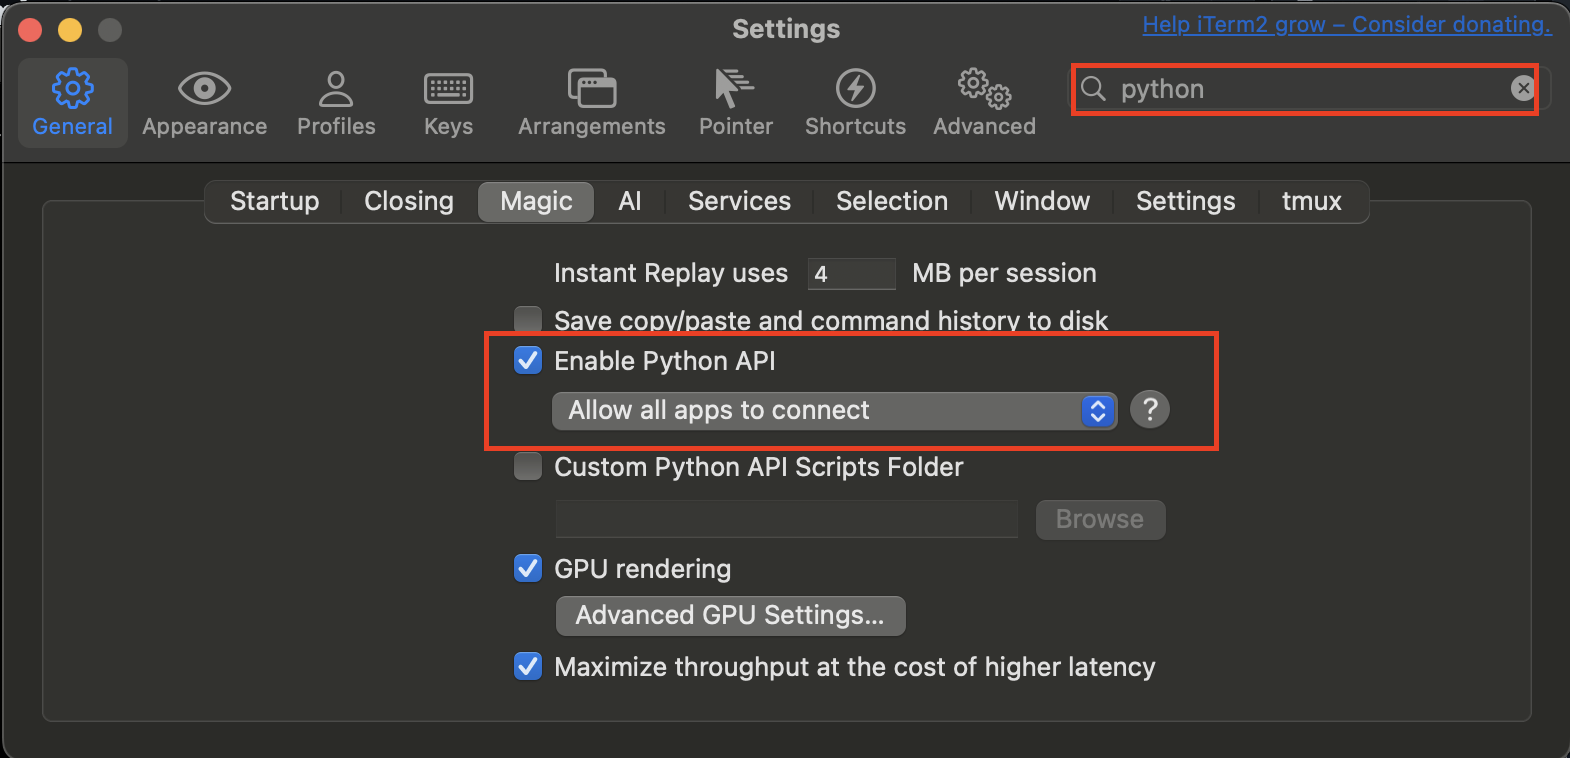 Settings
Help iTerm2 grow – Consider donating.
General Appearance Profiles Keys Arrangements Pointer Shortcuts Advanced
python
Startup Closing Magic AI Services Selection Window Settings tmux
Instant Replay uses 4 MB per session
Save copy/paste and command history to disk
Enable Python API
Allow all apps to connect ?
Custom Python API Scripts Folder
Browse
GPU rendering
Advanced GPU Settings...
Maximize throughput at the cost of higher latency